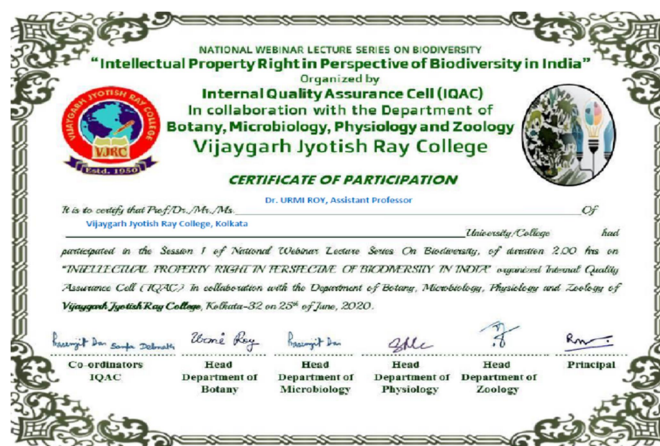 NATIONAL WEBINAR LECTURE SERIES ON BIODIVERSITY
"Intellectual Property Right in Perspective of Biodiversity in India"
Organized by
Internal Quality Assurance Cell (IQAC)
In collaboration with the Department of
Botany, Microbiology, Physiology and Zoology
Vijaygarh Jyotish Ray College
VIJAYGARH JYOTISH RAY COLLEGE
VJRC
Estd. 1950
CERTIFICATE OF PARTICIPATION
Dr. URMI ROY, Assistant Professor
It is to certify that Prof/Dr./Mr./Ms. Of
Vijaygarh Jyotish Ray College, Kolkata
University/College had
participated in the Session 1 of National Webinar Lecture Series On Biodiversity, of duration 2.00 hrs on
"INTELLECTUAL PROPERTY RIGHT IN PERSPECTIVE OF BIODIVERSITY IN INDIA" organized Internal Quality
Assurance Cell (IQAC) in collaboration with the Department of Botany, Microbiology, Physiology and Zoology of
Vijaygarh Jyotish Ray College, Kolkata-32 on 25th of June, 2020.
Urmi Roy
Co-ordinators Head Head Head Head Principal
IQAC Department of Department of Department of Department of
Botany Microbiology Physiology Zoology